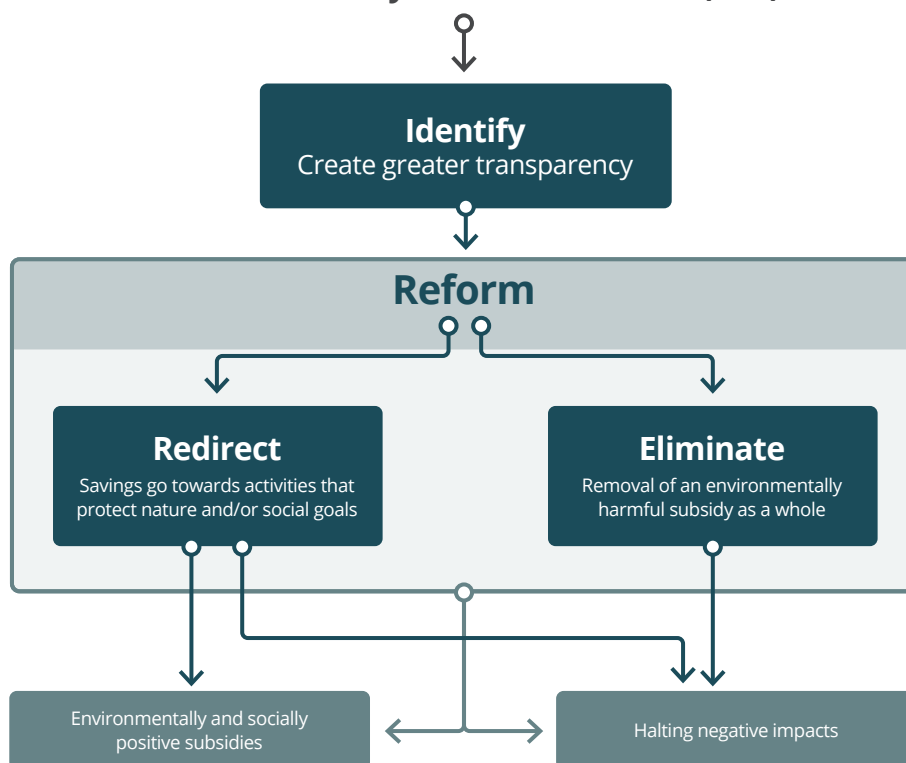 Identify
Create greater transparency
Reform
Redirect
Savings go towards activities that
protect nature and/or social goals
Eliminate
Removal of an environmentally
harmful subsidy as a whole
Environmentally and socially
positive subsidies
Halting negative impacts